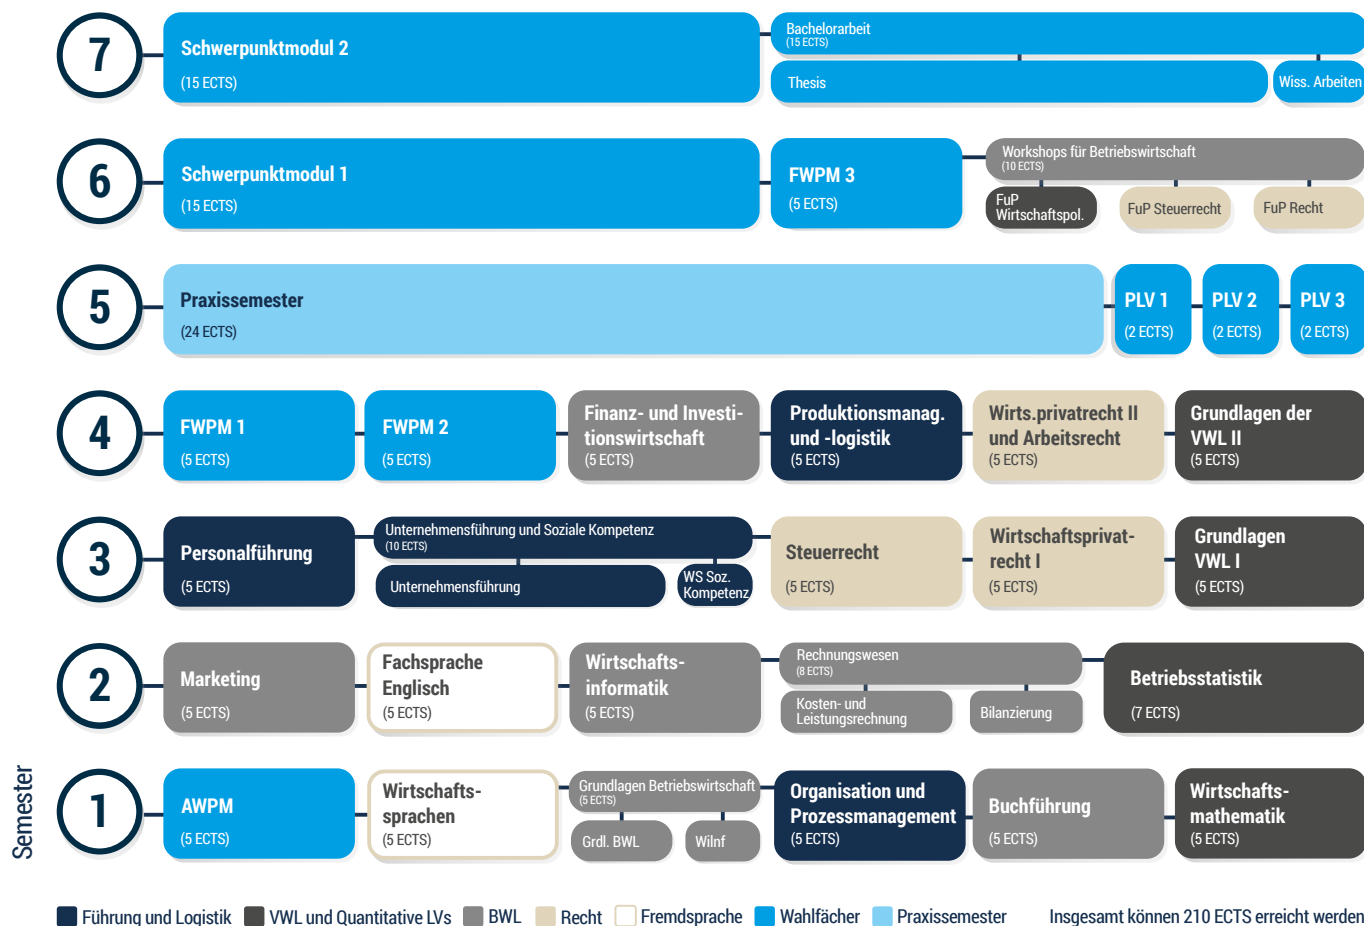 7
Schwerpunktmodul 2
(15 ECTS)
Bachelorarbeit
(15 ECTS)
Thesis
Wiss. Arbeiten
6
Schwerpunktmodul 1
(15 ECTS)
FWPM 3
(5 ECTS)
Workshops für Betriebswirtschaft
(10 ECTS)
FuP
Wirtschaftspol.
FuP Steuerrecht
FuP Recht
5
Praxissemester
(24 ECTS)
PLV 1
(2 ECTS)
PLV 2
(2 ECTS)
PLV 3
(2 ECTS)
4
FWPM 1
(5 ECTS)
FWPM 2
(5 ECTS)
Finanz- und Investi-
tionswirtschaft
(5 ECTS)
Produktionsmanag.
und -logistik
(5 ECTS)
Wirts.privatrecht II
und Arbeitsrecht
(5 ECTS)
Grundlagen der
VWL II
(5 ECTS)
3
Personalführung
(5 ECTS)
Unternehmensführung und Soziale Kompetenz
(10 ECTS)
Unternehmensführung
WS Soz.
Kompetenz
Steuerrecht
(5 ECTS)
Wirtschaftsprivat-
recht I
(5 ECTS)
Grundlagen
VWL I
(5 ECTS)
2
Marketing
(5 ECTS)
Fachsprache
Englisch
(5 ECTS)
Wirtschafts-
informatik
(5 ECTS)
Rechnungswesen
(8 ECTS)
Kosten- und
Leistungsrechnung
Bilanzierung
Betriebsstatistik
(7 ECTS)
Semester
1
AWPM
(5 ECTS)
Wirtschafts-
sprachen
(5 ECTS)
Grundlagen Betriebswirtschaft
(5 ECTS)
Grdl. BWL
WiInf
Organisation und
Prozessmanagement
(5 ECTS)
Buchführung
(5 ECTS)
Wirtschafts-
mathematik
(5 ECTS)
Führung und Logistik
VWL und Quantitative LVs
BWL
Recht
Fremdsprache
Wahlfächer
Praxissemester
Insgesamt können 210 ECTS erreicht werden